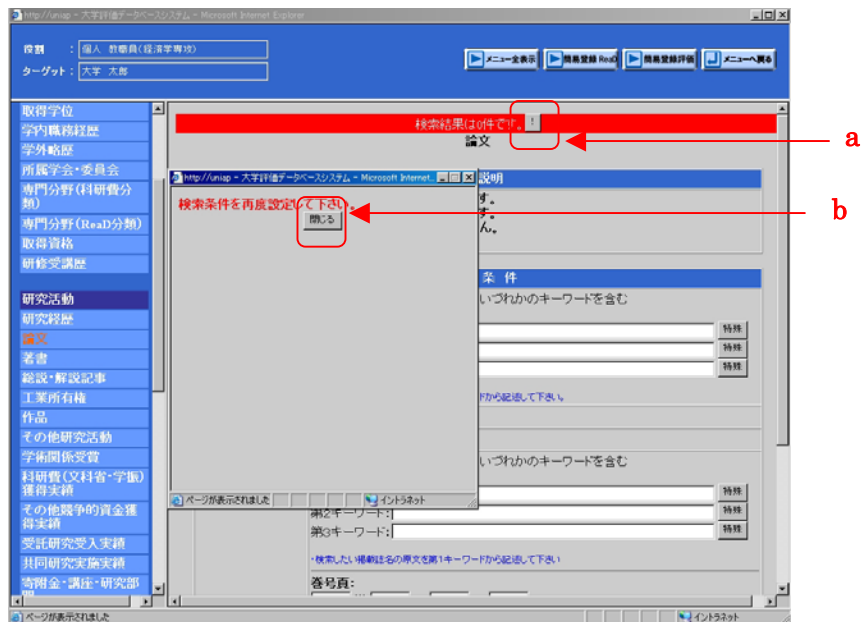 http://uniap - 大学評価データベースシステム - Microsoft Internet Explorer
役割 : 個人 教職員(経済学専攻)
ターゲット: 大学 太郎
メニュー全表示
簡易登録 ReaD
簡易登録評価
メニューへ戻る
取得学位
学内職務経歴
学外略歴
所属学会・委員会
専門分野(科研費分
類)
専門分野(ReaD分類)
取得資格
研修受講歴
研究活動
研究経歴
論文
著書
総説・解説記事
工業所有権
作品
その他研究活動
学術関係受賞
科研費(文科省・学振)
獲得実績
その他競争的資金獲
得実績
受託研究受入実績
共同研究実施実績
寄附金・講座・研究部
検索結果は0件です。 !
論文
説明
す。
す。
ん。
条 件
いづれかのキーワードを含む
特殊
特殊
特殊
ドから記述して下さい。
いづれかのキーワードを含む
特殊
第2キーワード: 特殊
第3キーワード: 特殊
・検索したい掲載誌名の原文を第1キーワードから記述して下さい
巻号頁:
http://uniap - 大学評価データベースシステム - Microsoft Internet..
検索条件を再度設定して下さい。
閉じる
ページが表示されました
イントラネット
ページが表示されました
イントラネット
a
b